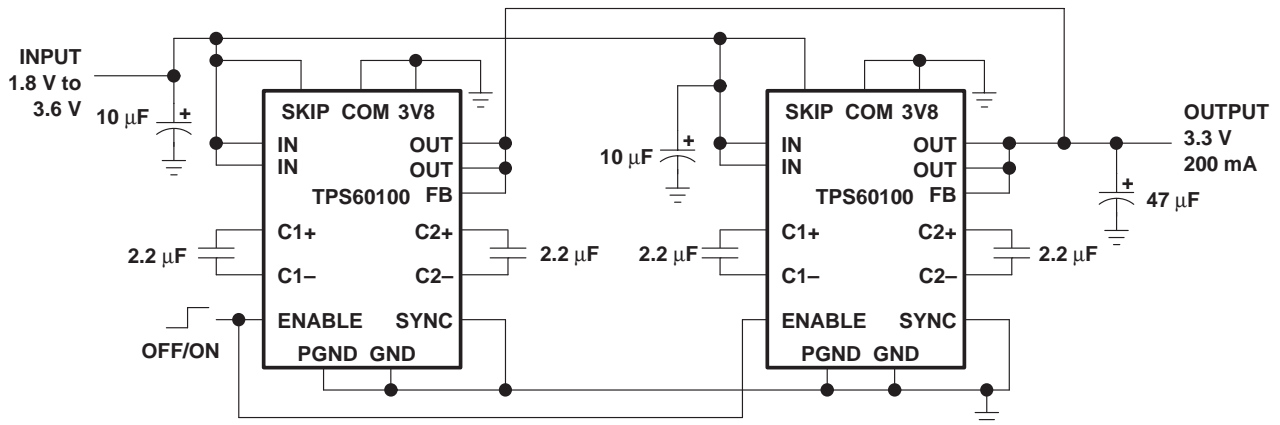 INPUT
1.8 V to
3.6 V
10 μF
+
SKIP COM 3V8
IN
IN
OUT
OUT
TPS60100 FB
C1+
C1–
C2+
C2–
2.2 μF
2.2 μF
ENABLE SYNC
PGND GND
OFF/ON
10 μF
+
SKIP COM 3V8
IN
IN
OUT
OUT
TPS60100 FB
C1+
C1–
C2+
C2–
2.2 μF
2.2 μF
ENABLE SYNC
PGND GND
OUTPUT
3.3 V
200 mA
+
47 μF